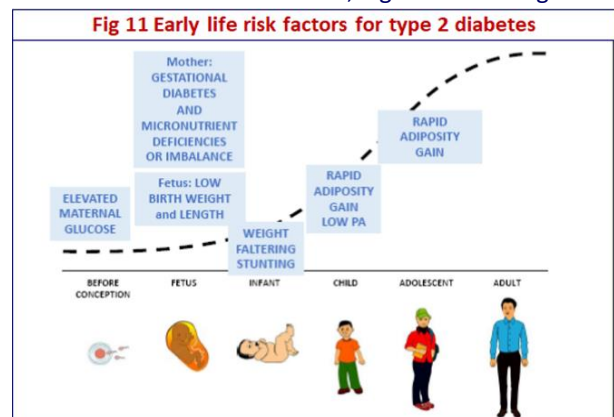 Fig 11 Early life risk factors for type 2 diabetes
Mother:
GESTATIONAL
DIABETES
AND
MICRONUTRIENT
DEFICIENCIES
OR IMBALANCE
RAPID
ADIPOSITY
GAIN
Fetus: LOW
BIRTH WEIGHT
and LENGTH
RAPID
ADIPOSITY
GAIN
LOW PA
ELEVATED
MATERNAL
GLUCOSE
WEIGHT
FALTERING
STUNTING
BEFORE
CONCEPTION
FETUS
INFANT
CHILD
ADOLESCENT
ADULT